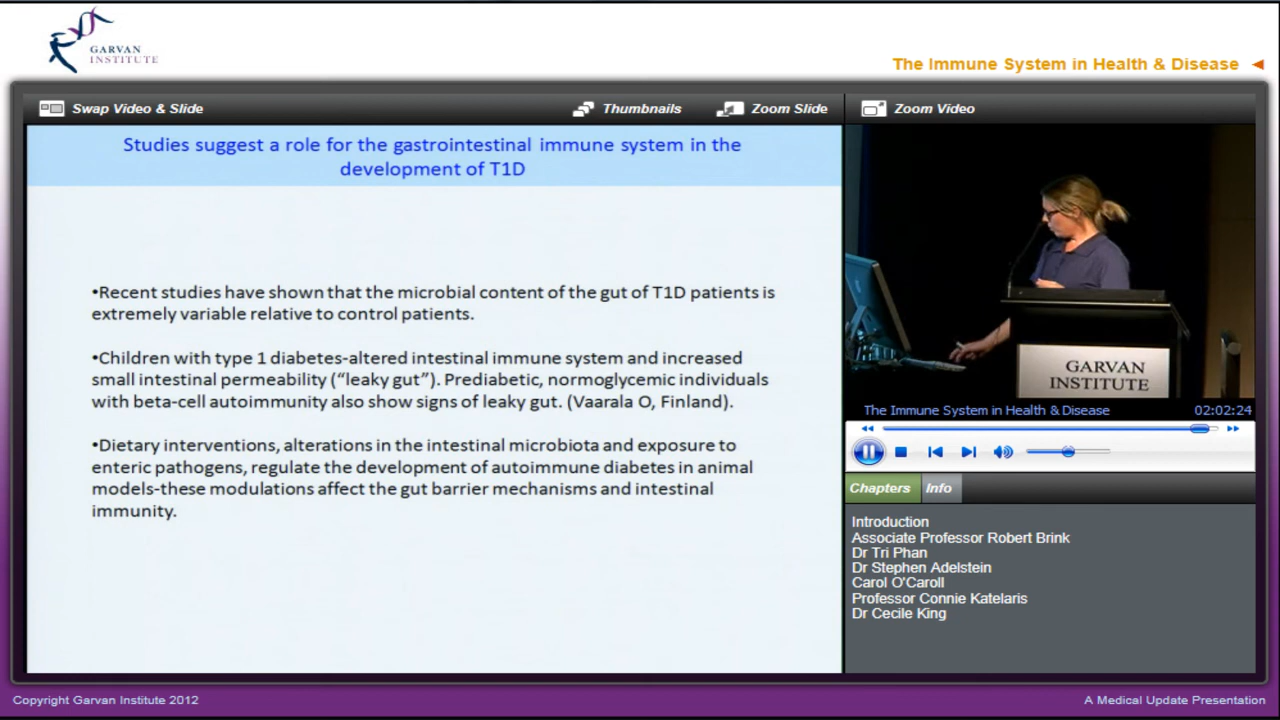 GARVAN
INSTITUTE
The Immune System in Health & Disease
Swap Video & Slide
Thumbnails
Zoom Slide
Zoom Video
Studies suggest a role for the gastrointestinal immune system in the
development of T1D
•Recent studies have shown that the microbial content of the gut of T1D patients is
extremely variable relative to control patients.
•Children with type 1 diabetes-altered intestinal immune system and increased
small intestinal permeability (“leaky gut”). Prediabetic, normoglycemic individuals
with beta-cell autoimmunity also show signs of leaky gut. (Vaarala O, Finland).
•Dietary interventions, alterations in the intestinal microbiota and exposure to
enteric pathogens, regulate the development of autoimmune diabetes in animal
models-these modulations affect the gut barrier mechanisms and intestinal
immunity.
GARVAN
INSTITUTE
The Immune System in Health & Disease
02:02:24
Chapters
Info
Introduction
Associate Professor Robert Brink
Dr Tri Phan
Dr Stephen Adelstein
Carol O'Caroll
Professor Connie Katelaris
Dr Cecile King
Copyright Garvan Institute 2012
A Medical Update Presentation